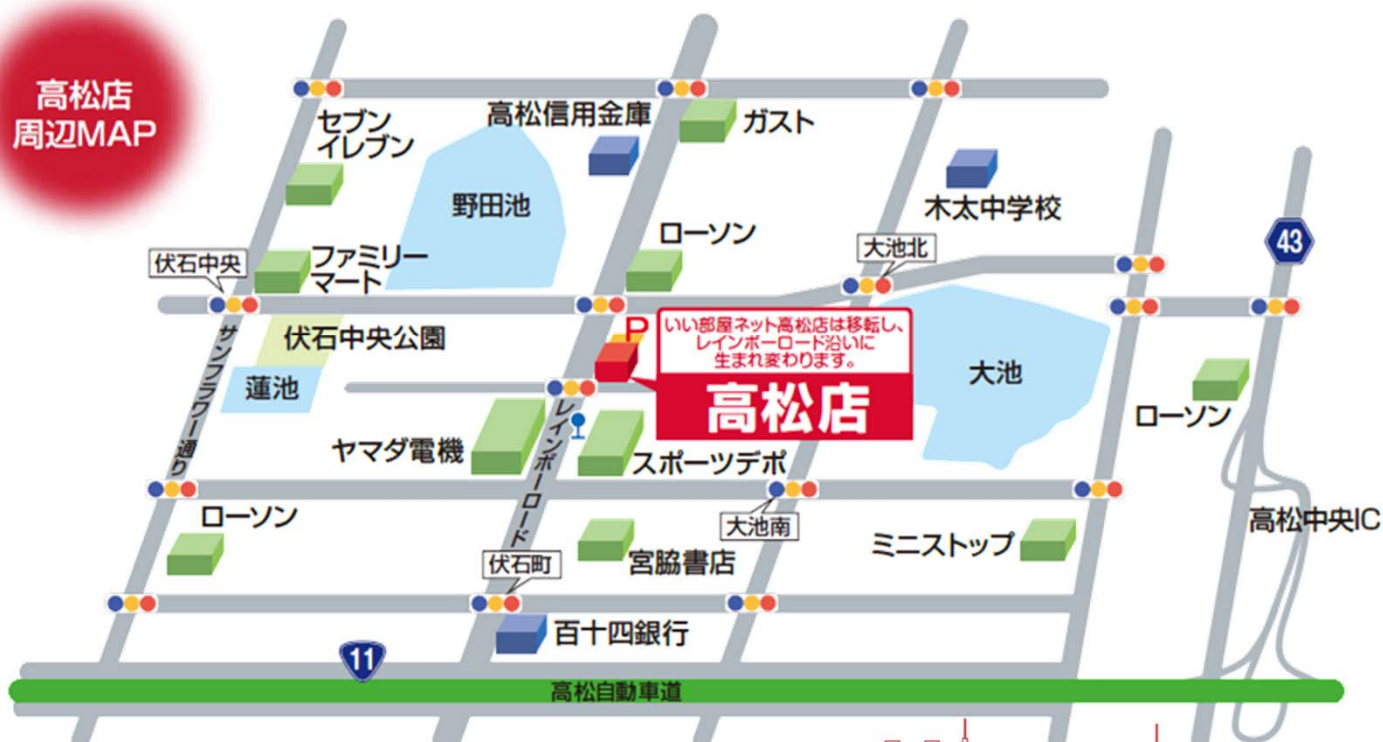 高松店
周辺MAP
セブン
イレブン
高松信用金庫
ガスト
野田池
木太中学校
ローソン
伏石中央
ファミリー
マート
大池北
43
伏石中央公園
P
いい部屋ネット高松店は移転し、
レインボーロード沿いに
生まれ変わります。
高松店
蓮池
大池
サンフラワー通り
ヤマダ電機
レインボーロード
スポーツデポ
ローソン
ローソン
大池南
ミニストップ
高松中央IC
宮脇書店
伏石町
百十四銀行
11
高松自動車道